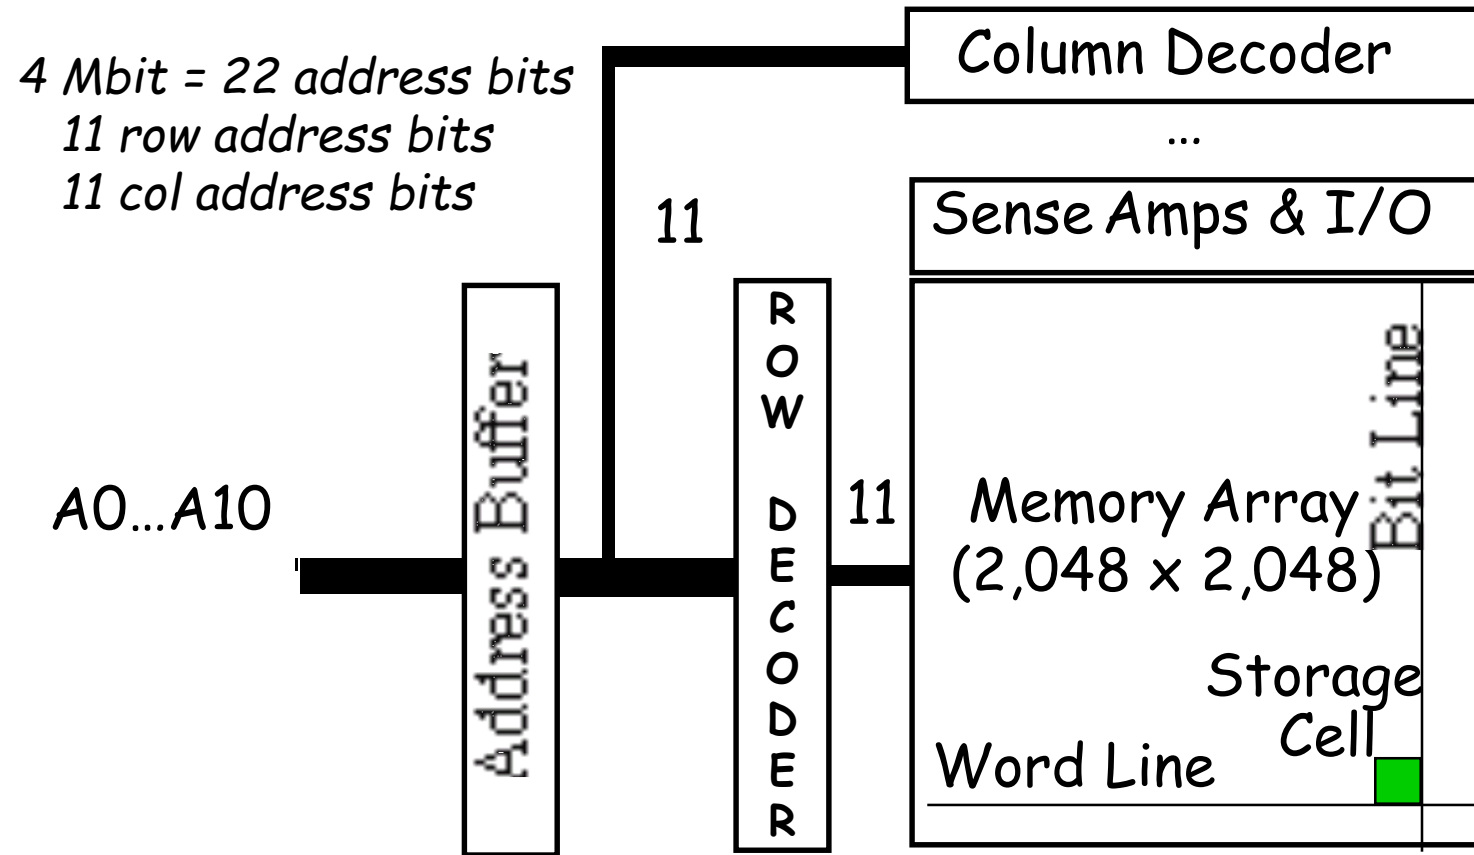 Column Decoder
4 Mbit = 22 address bits
11 row address bits
11 col address bits
...
Sense Amps & I/O
11
ROW DECODER
Address Buffer
Bit Line
A0...A10
11
Memory Array
(2,048 x 2,048)
Storage
Cell
Word Line